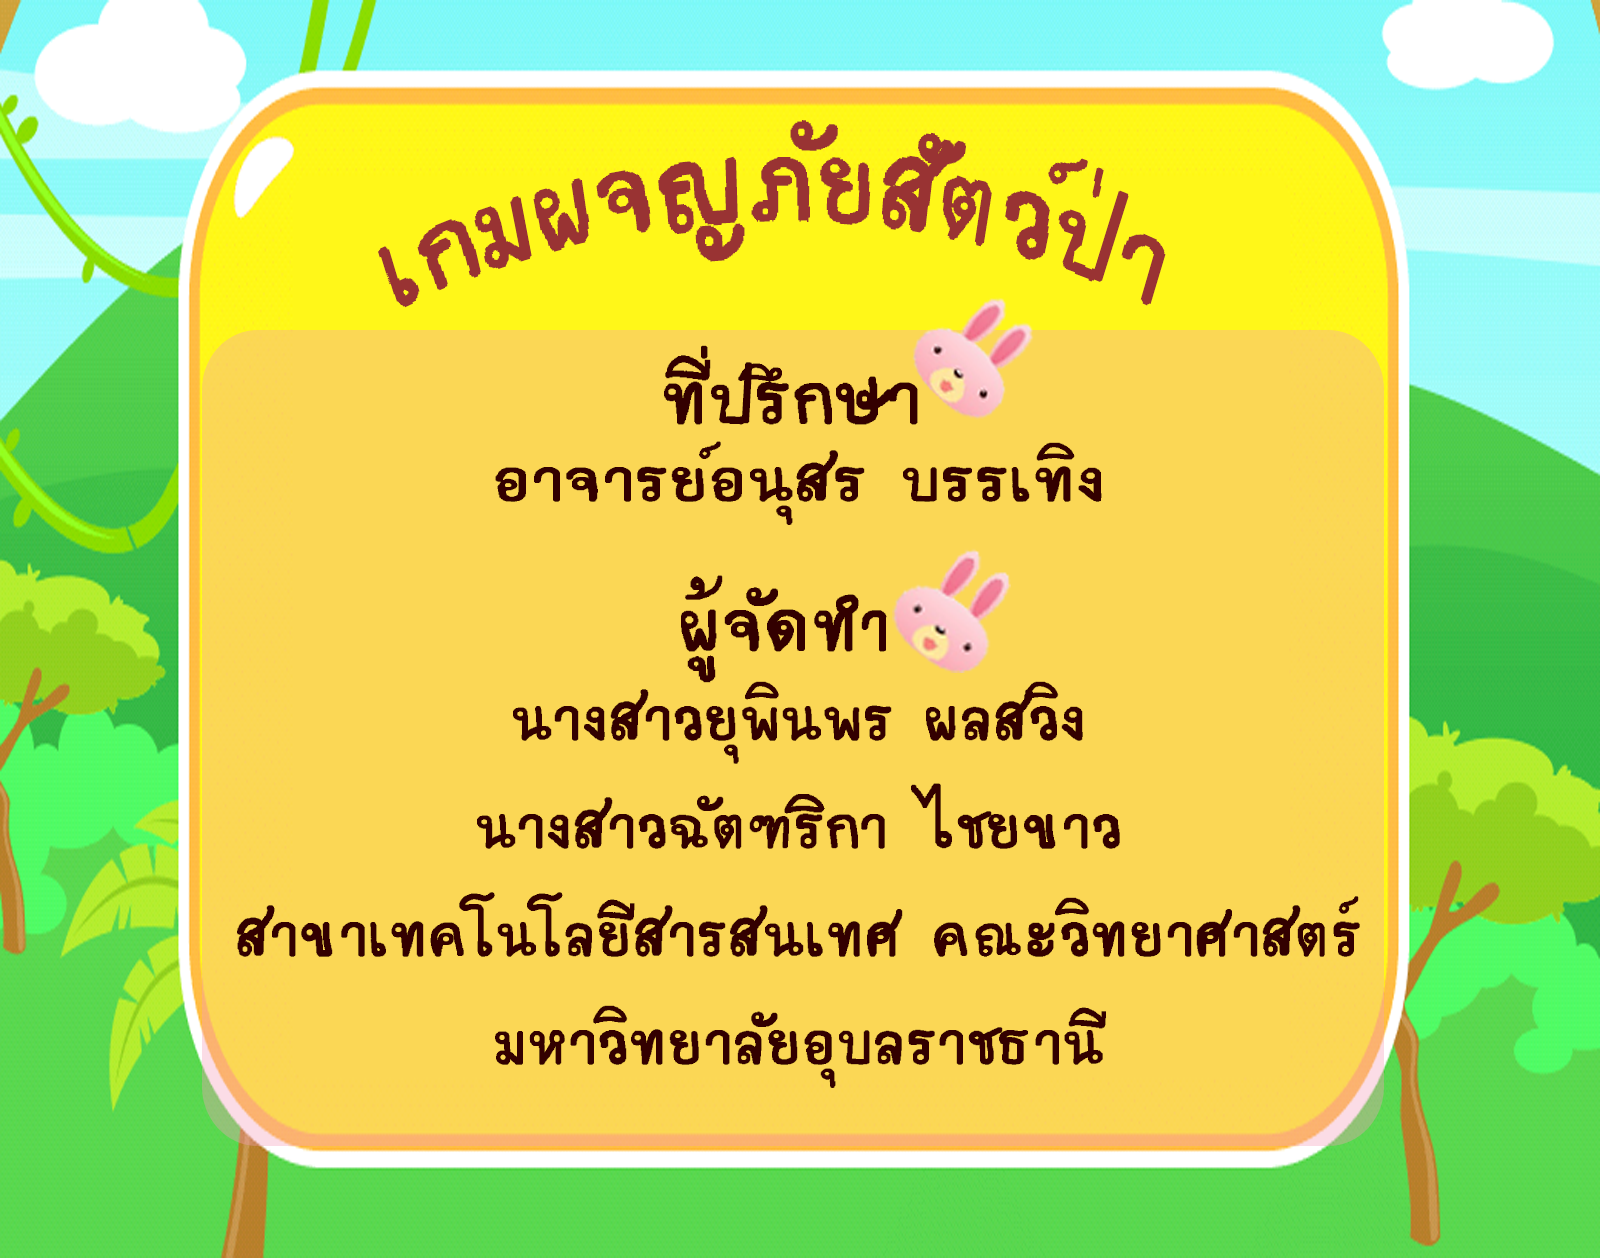 เกมผจญภัยสัตว์ป่า
ที่ปรึกษา
อาจารย์อนุสร บรรเทิง
ผู้จัดทำ
นางสาวยุพินพร ผลสวิง
นางสาวฉัตฑริกา ไชยขาว
สาขาเทคโนโลยีสารสนเทศ คณะวิทยาศาสตร์
มหาวิทยาลัยอุบลราชธานี